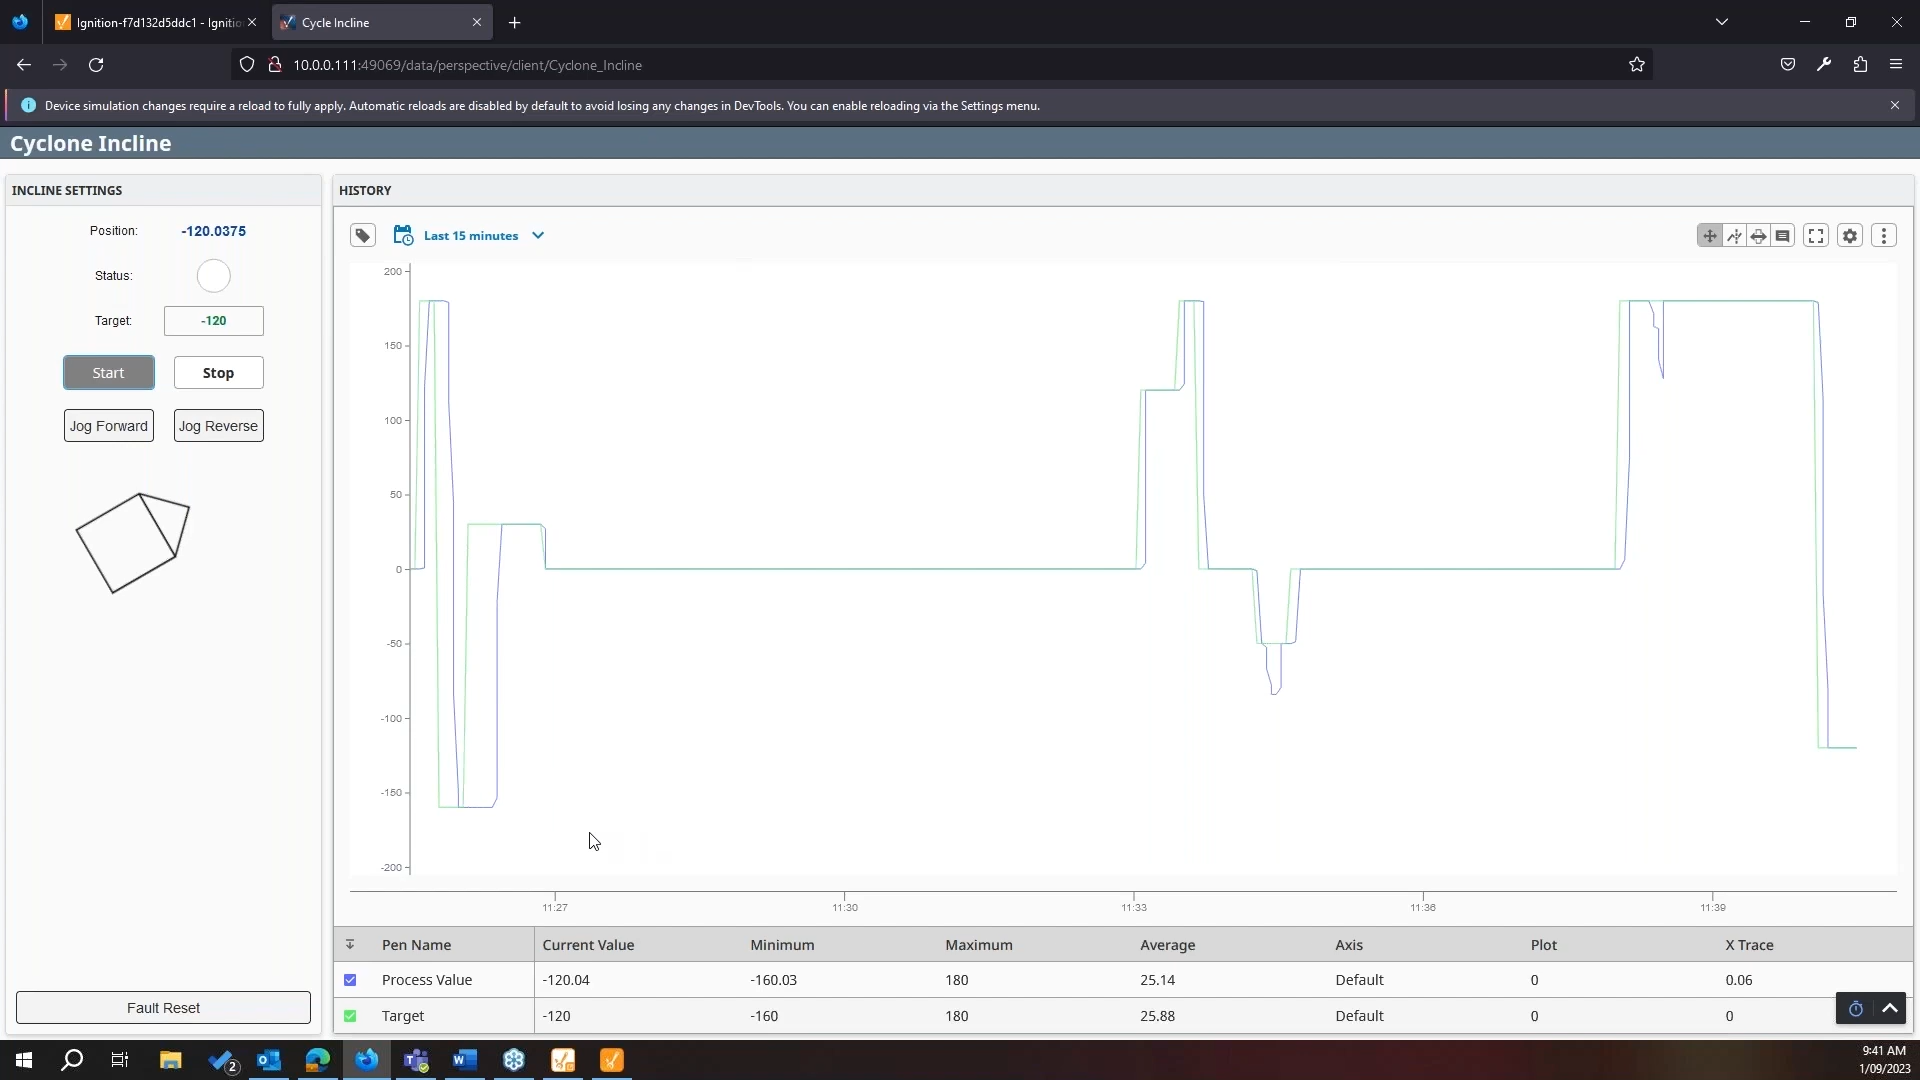 Ignition-f7d132d5ddc1 - Ignitio
Cycle Incline
10.0.0.111:49069/data/perspective/client/Cyclone_Incline
Device simulation changes require a reload to fully apply. Automatic reloads are disabled by default to avoid losing any changes in DevTools. You can enable reloading via the Settings menu.
Cyclone Incline
INCLINE SETTINGS
Position: -120.0375
Status:
Target: -120
Start Stop
Jog Forward Jog Reverse
Fault Reset
HISTORY
Last 15 minutes
200
150
100
50
0
-50
-100
-150
-200
11:27 11:30 11:33 11:36 11:39
Pen Name Current Value Minimum Maximum Average Axis Plot X Trace
Process Value -120.04 -160.03 180 25.14 Default 0 0.06
Target -120 -160 180 25.88 Default 0 0
2
9:41 AM
1/09/2023